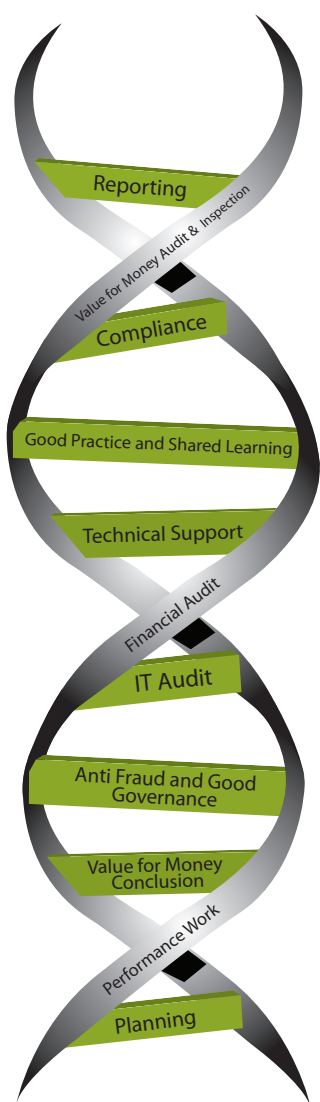 Reporting
Value for Money Audit & Inspection
Compliance
Good Practice and Shared Learning
Technical Support
Financial Audit
IT Audit
Anti Fraud and Good
Governance
Value for Money
Conclusion
Performance Work
Planning